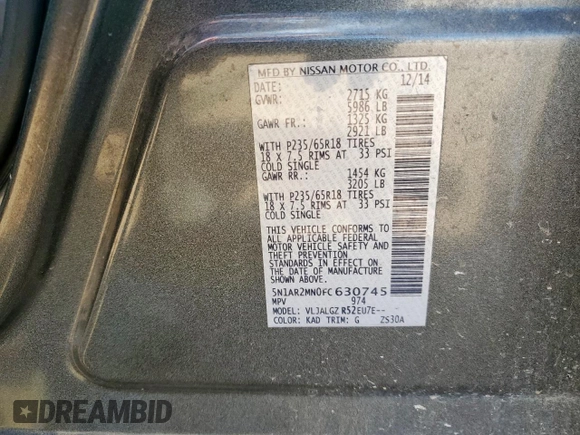 MFD BY NISSAN MOTOR CO., LTD.
DATE: 12/14
GVWR: 2715 KG
5986 LB
GAWR FR.: 1325 KG
2921 LB
WITH P235/65R18 TIRES
18 X 7.5 RIMS AT 33 PSI
COLD SINGLE
GAWR RR.: 1454 KG
3205 LB
WITH P235/65R18 TIRES
18 X 7.5 RIMS AT 33 PSI
COLD SINGLE
THIS VEHICLE CONFORMS TO
ALL APPLICABLE FEDERAL
MOTOR VEHICLE SAFETY AND
THEFT PREVENTION
STANDARDS IN EFFECT ON
THE DATE OF MANUFACTURE
SHOWN ABOVE.
5N1AR2MN0FC630745
MPV 974
MODEL: VLJALGZ R52EU7E--
COLOR: KAD TRIM: G ZS30A
DREAMBID